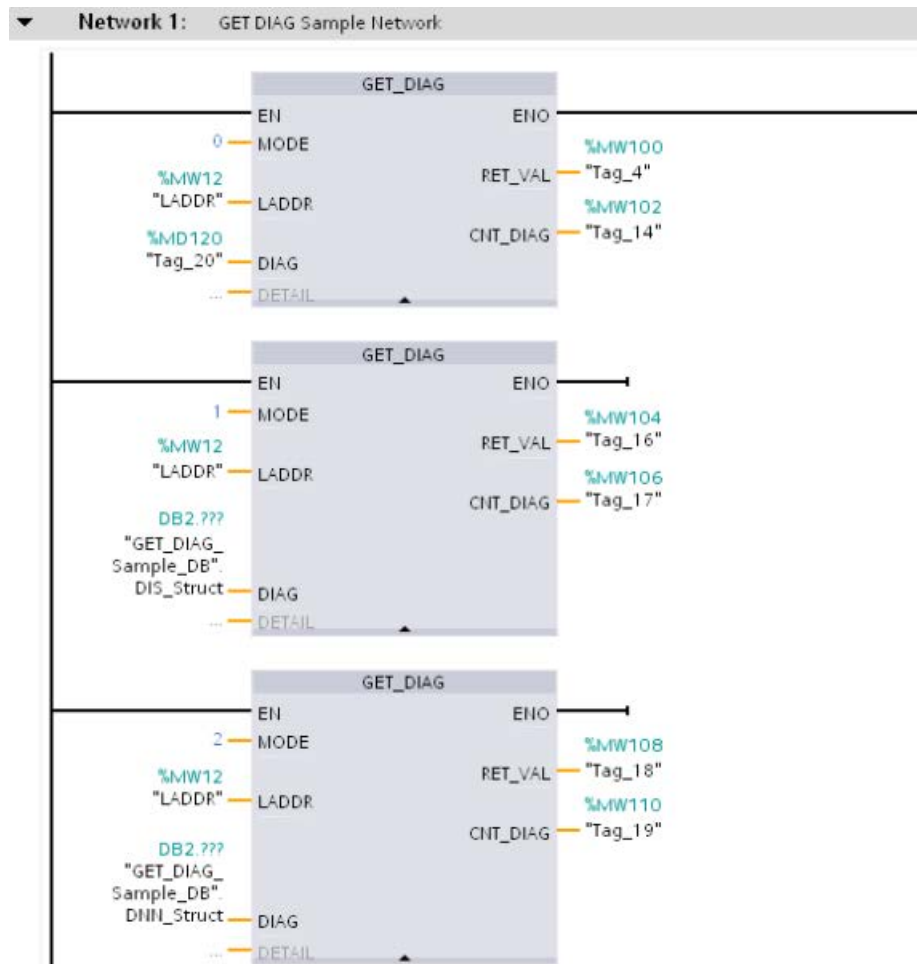 Network 1: GET DIAG Sample Network
GET_DIAG
EN ENO
0 MODE
%MW100
RET_VAL "Tag_4"
%MW12
"LADDR" LADDR
%MW102
CNT_DIAG "Tag_14"
%MD120
"Tag_20" DIAG
... DETAIL
GET_DIAG
EN ENO
1 MODE
%MW104
RET_VAL "Tag_16"
%MW12
"LADDR" LADDR
%MW106
CNT_DIAG "Tag_17"
DB2.???
"GET_DIAG_
Sample_DB".
DIS_Struct DIAG
... DETAIL
GET_DIAG
EN ENO
2 MODE
%MW108
RET_VAL "Tag_18"
%MW12
"LADDR" LADDR
%MW110
CNT_DIAG "Tag_19"
DB2.???
"GET_DIAG_
Sample_DB".
DNN_Struct DIAG
... DETAIL